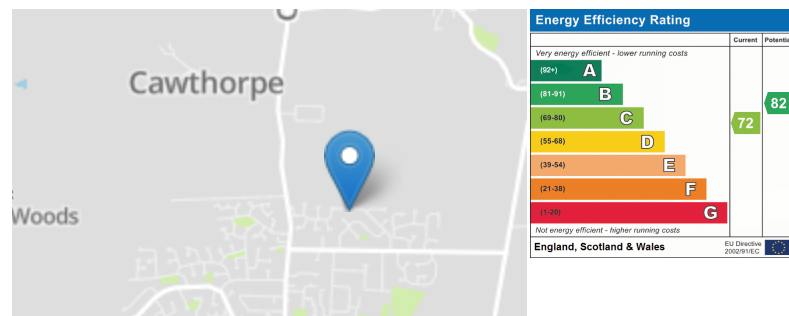 Cawthorpe
Woods
Energy Efficiency Rating
Current
Very energy efficient - lower running costs
(92+) A
(81-91) B
(69-80) C
(55-68) D
(39-54) E
(21-38) F
(1-20) G
72
82
Not energy efficient - higher running costs
England, Scotland & Wales
EU Directive
2002/91/EC